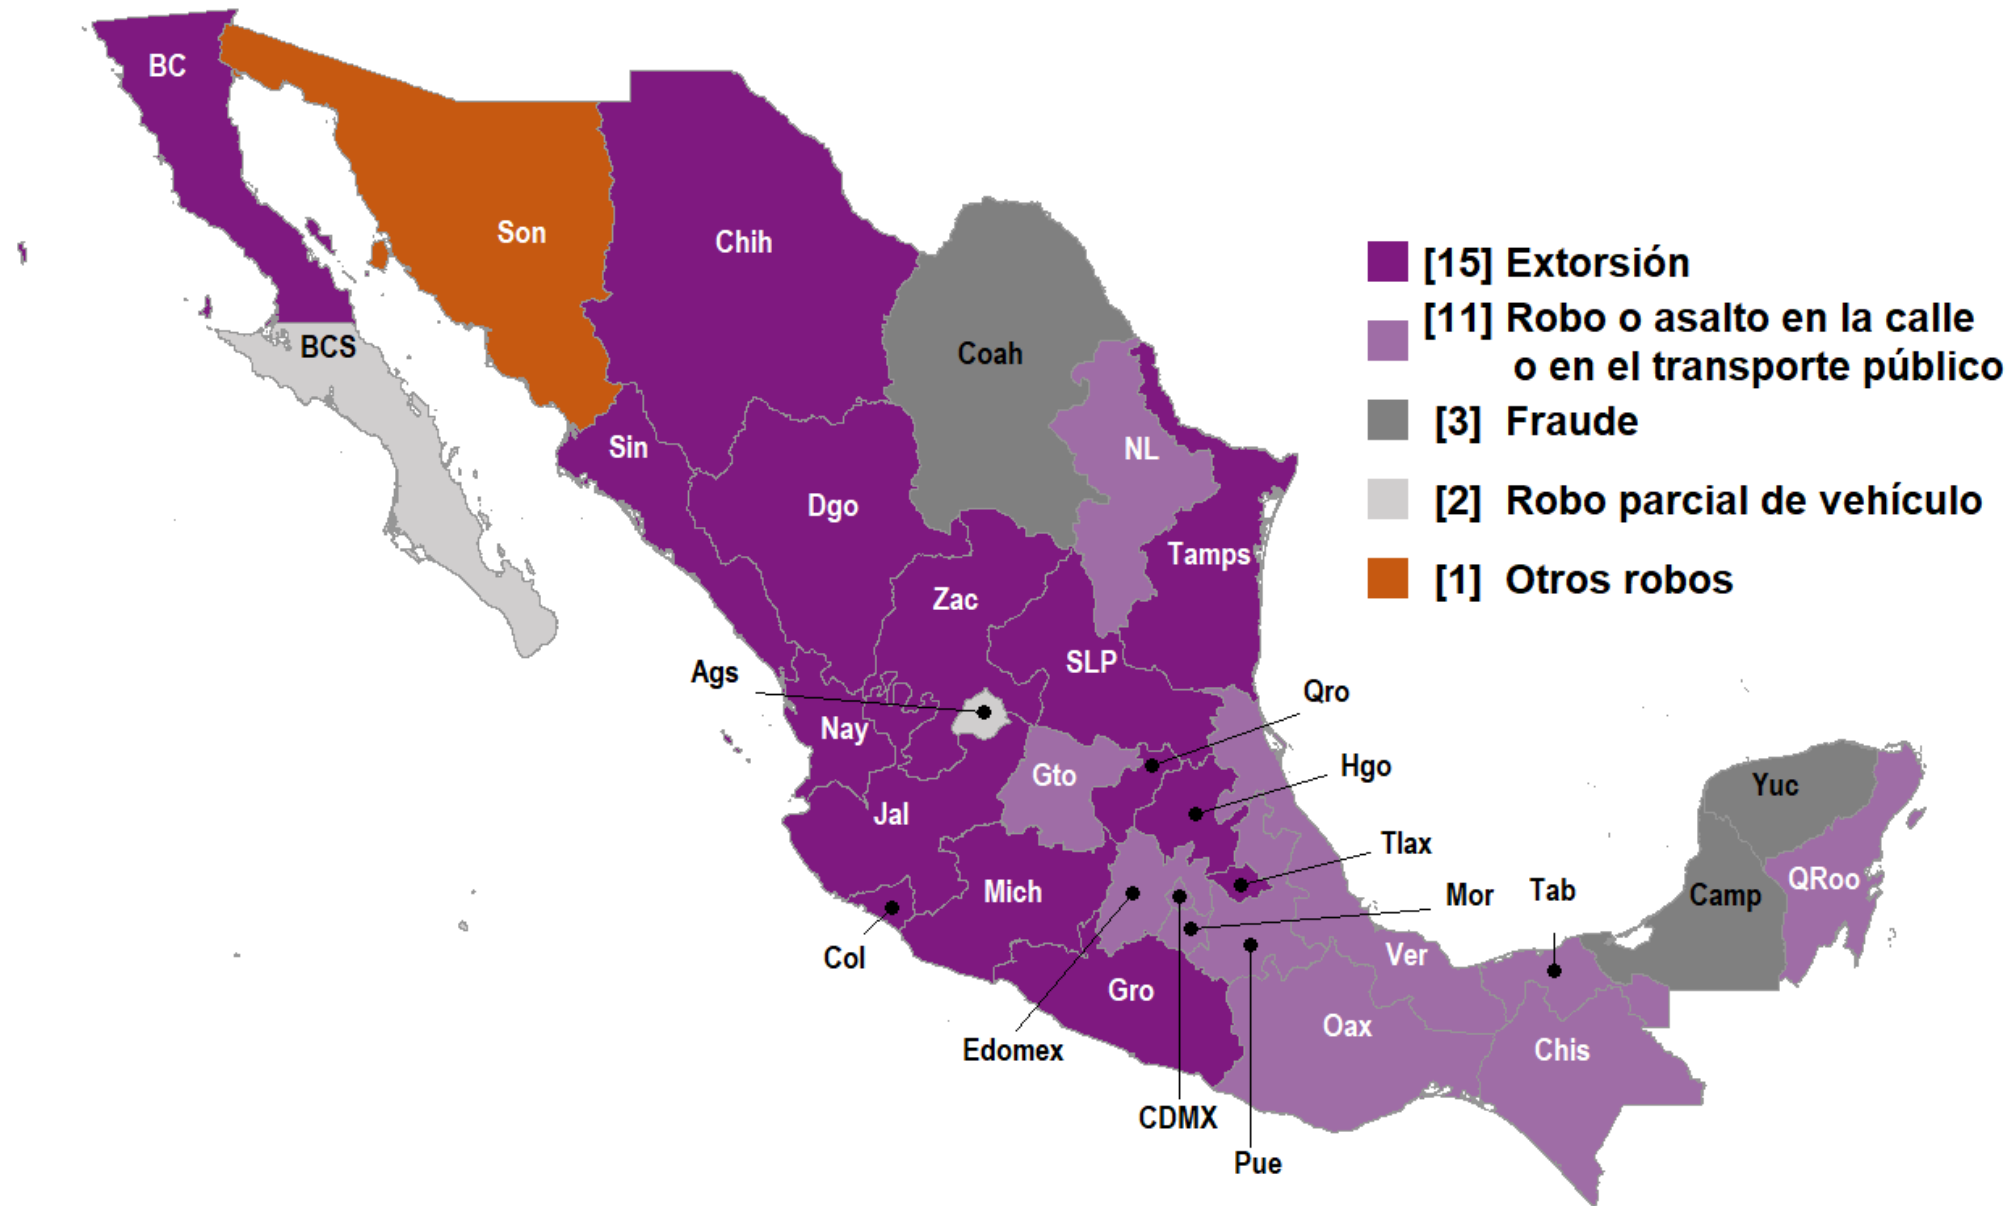 BC
Son
Chih
BCS
Coah
Sin
NL
Dgo
Tamps
Zac
SLP
Ags
Qro
Nay
Gto
Hgo
Jal
Tlax
Mich
Mor
Tab
Yuc
QRoo
Camp
Col
Ver
Gro
Oax
Edomex
Chis
CDMX
Pue
[15] Extorsión
[11] Robo o asalto en la calle
o en el transporte público
[3] Fraude
[2] Robo parcial de vehículo
[1] Otros robos